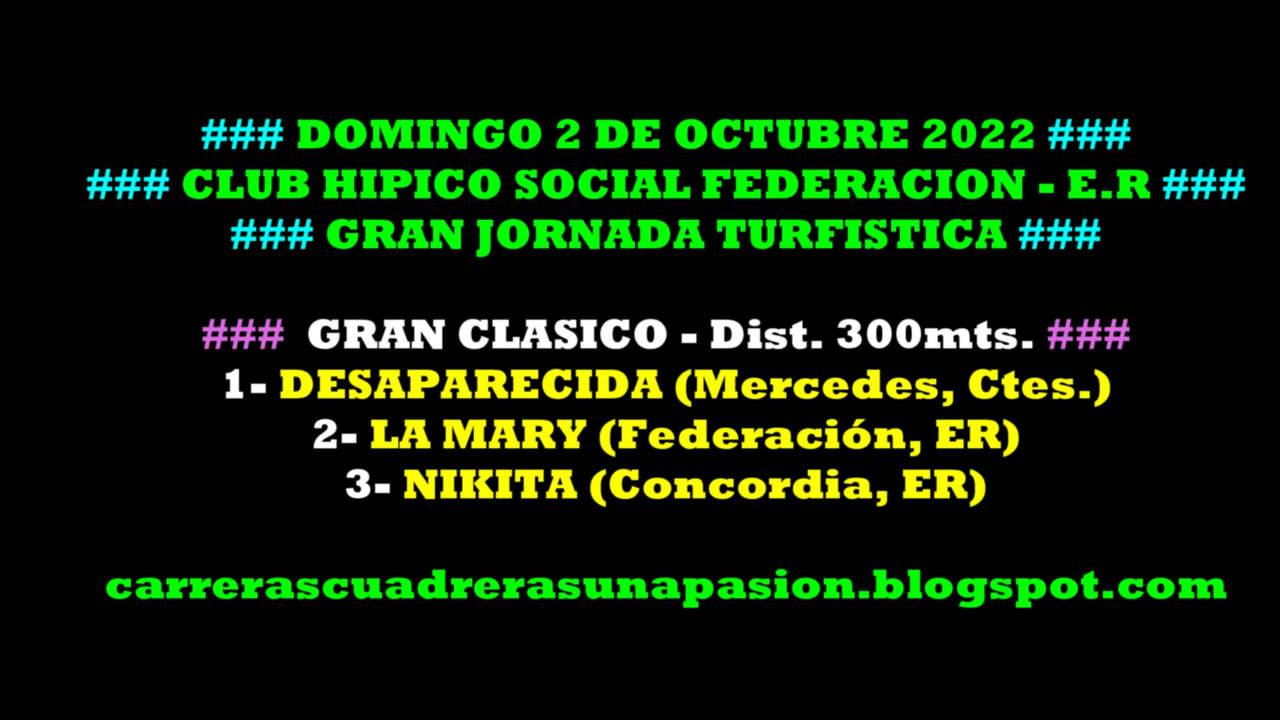 ### DOMINGO 2 DE OCTUBRE 2022 ###
### CLUB HIPICO SOCIAL FEDERACION - E.R ###
### GRAN JORNADA TURFISTICA ###
### GRAN CLASICO - Dist. 300mts. ###
1- DESAPARECIDA (Mercedes, Ctes.)
2- LA MARY (Federación, ER)
3- NIKITA (Concordia, ER)
carrerascuadrerasunapasion.blogspot.com